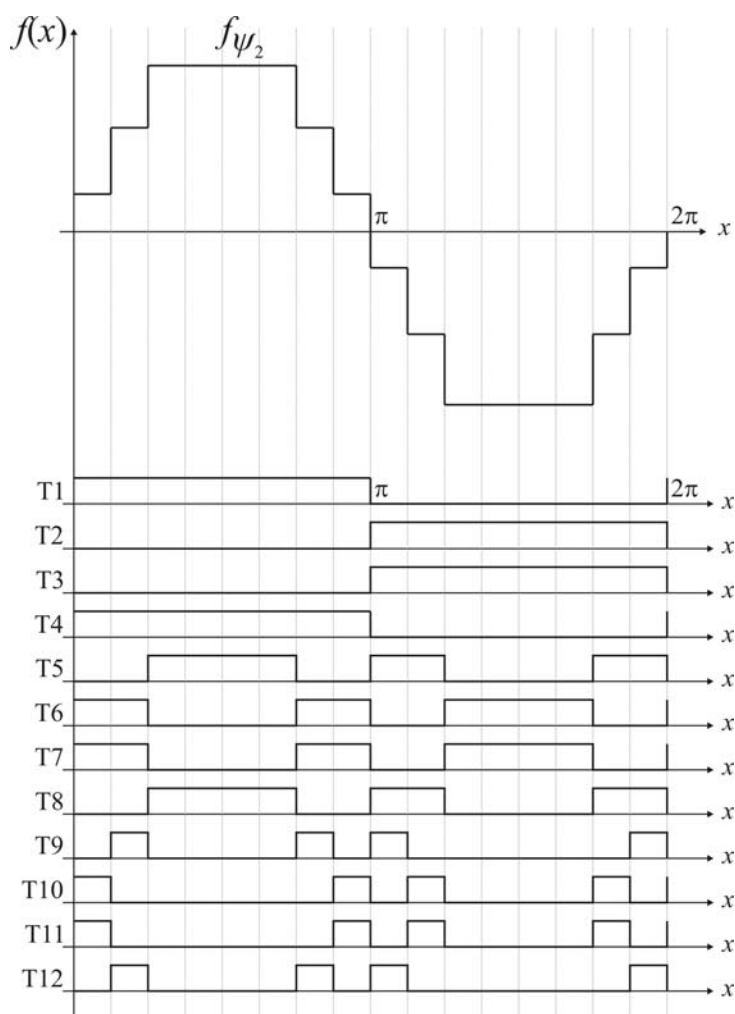 f(x)
fψ₂
π
2π
x
T1
π
2π
x
T2
x
T3
x
T4
x
T5
x
T6
x
T7
x
T8
x
T9
x
T10
x
T11
x
T12
x